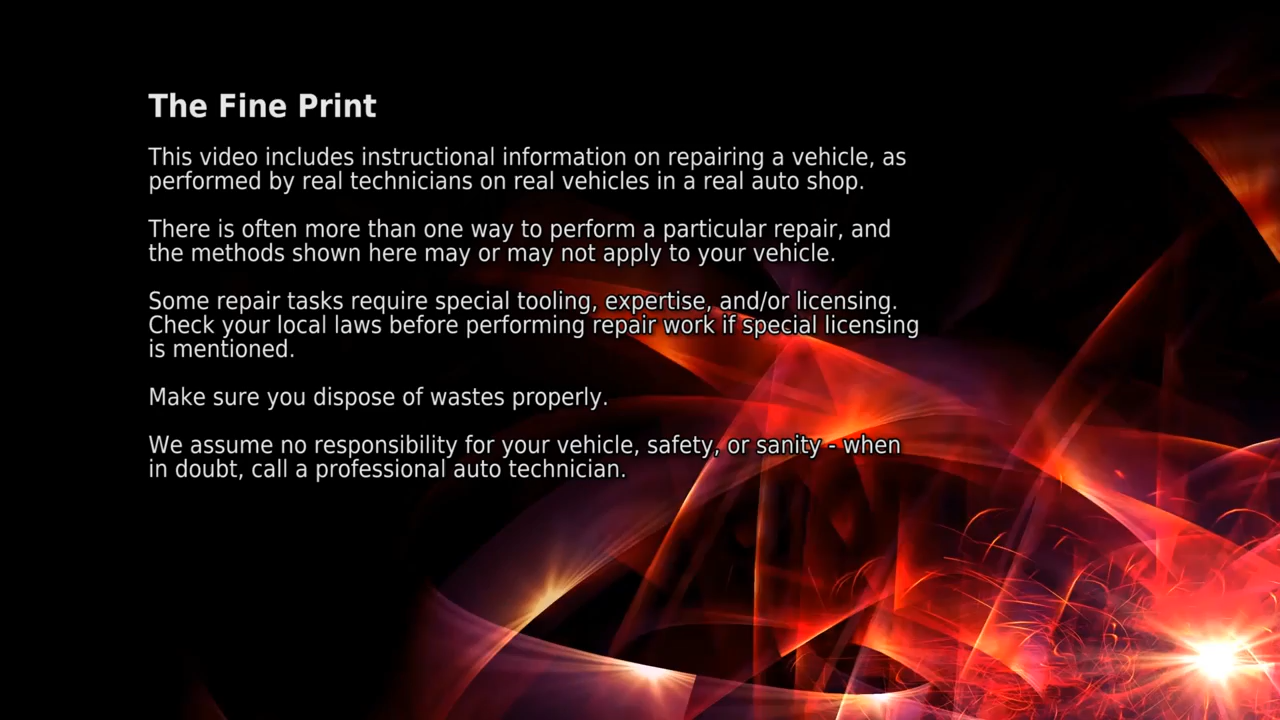 The Fine Print
This video includes instructional information on repairing a vehicle, as
performed by real technicians on real vehicles in a real auto shop.
There is often more than one way to perform a particular repair, and
the methods shown here may or may not apply to your vehicle.
Some repair tasks require special tooling, expertise, and/or licensing.
Check your local laws before performing repair work if special licensing
is mentioned.
Make sure you dispose of wastes properly.
We assume no responsibility for your vehicle, safety, or sanity - when
in doubt, call a professional auto technician.